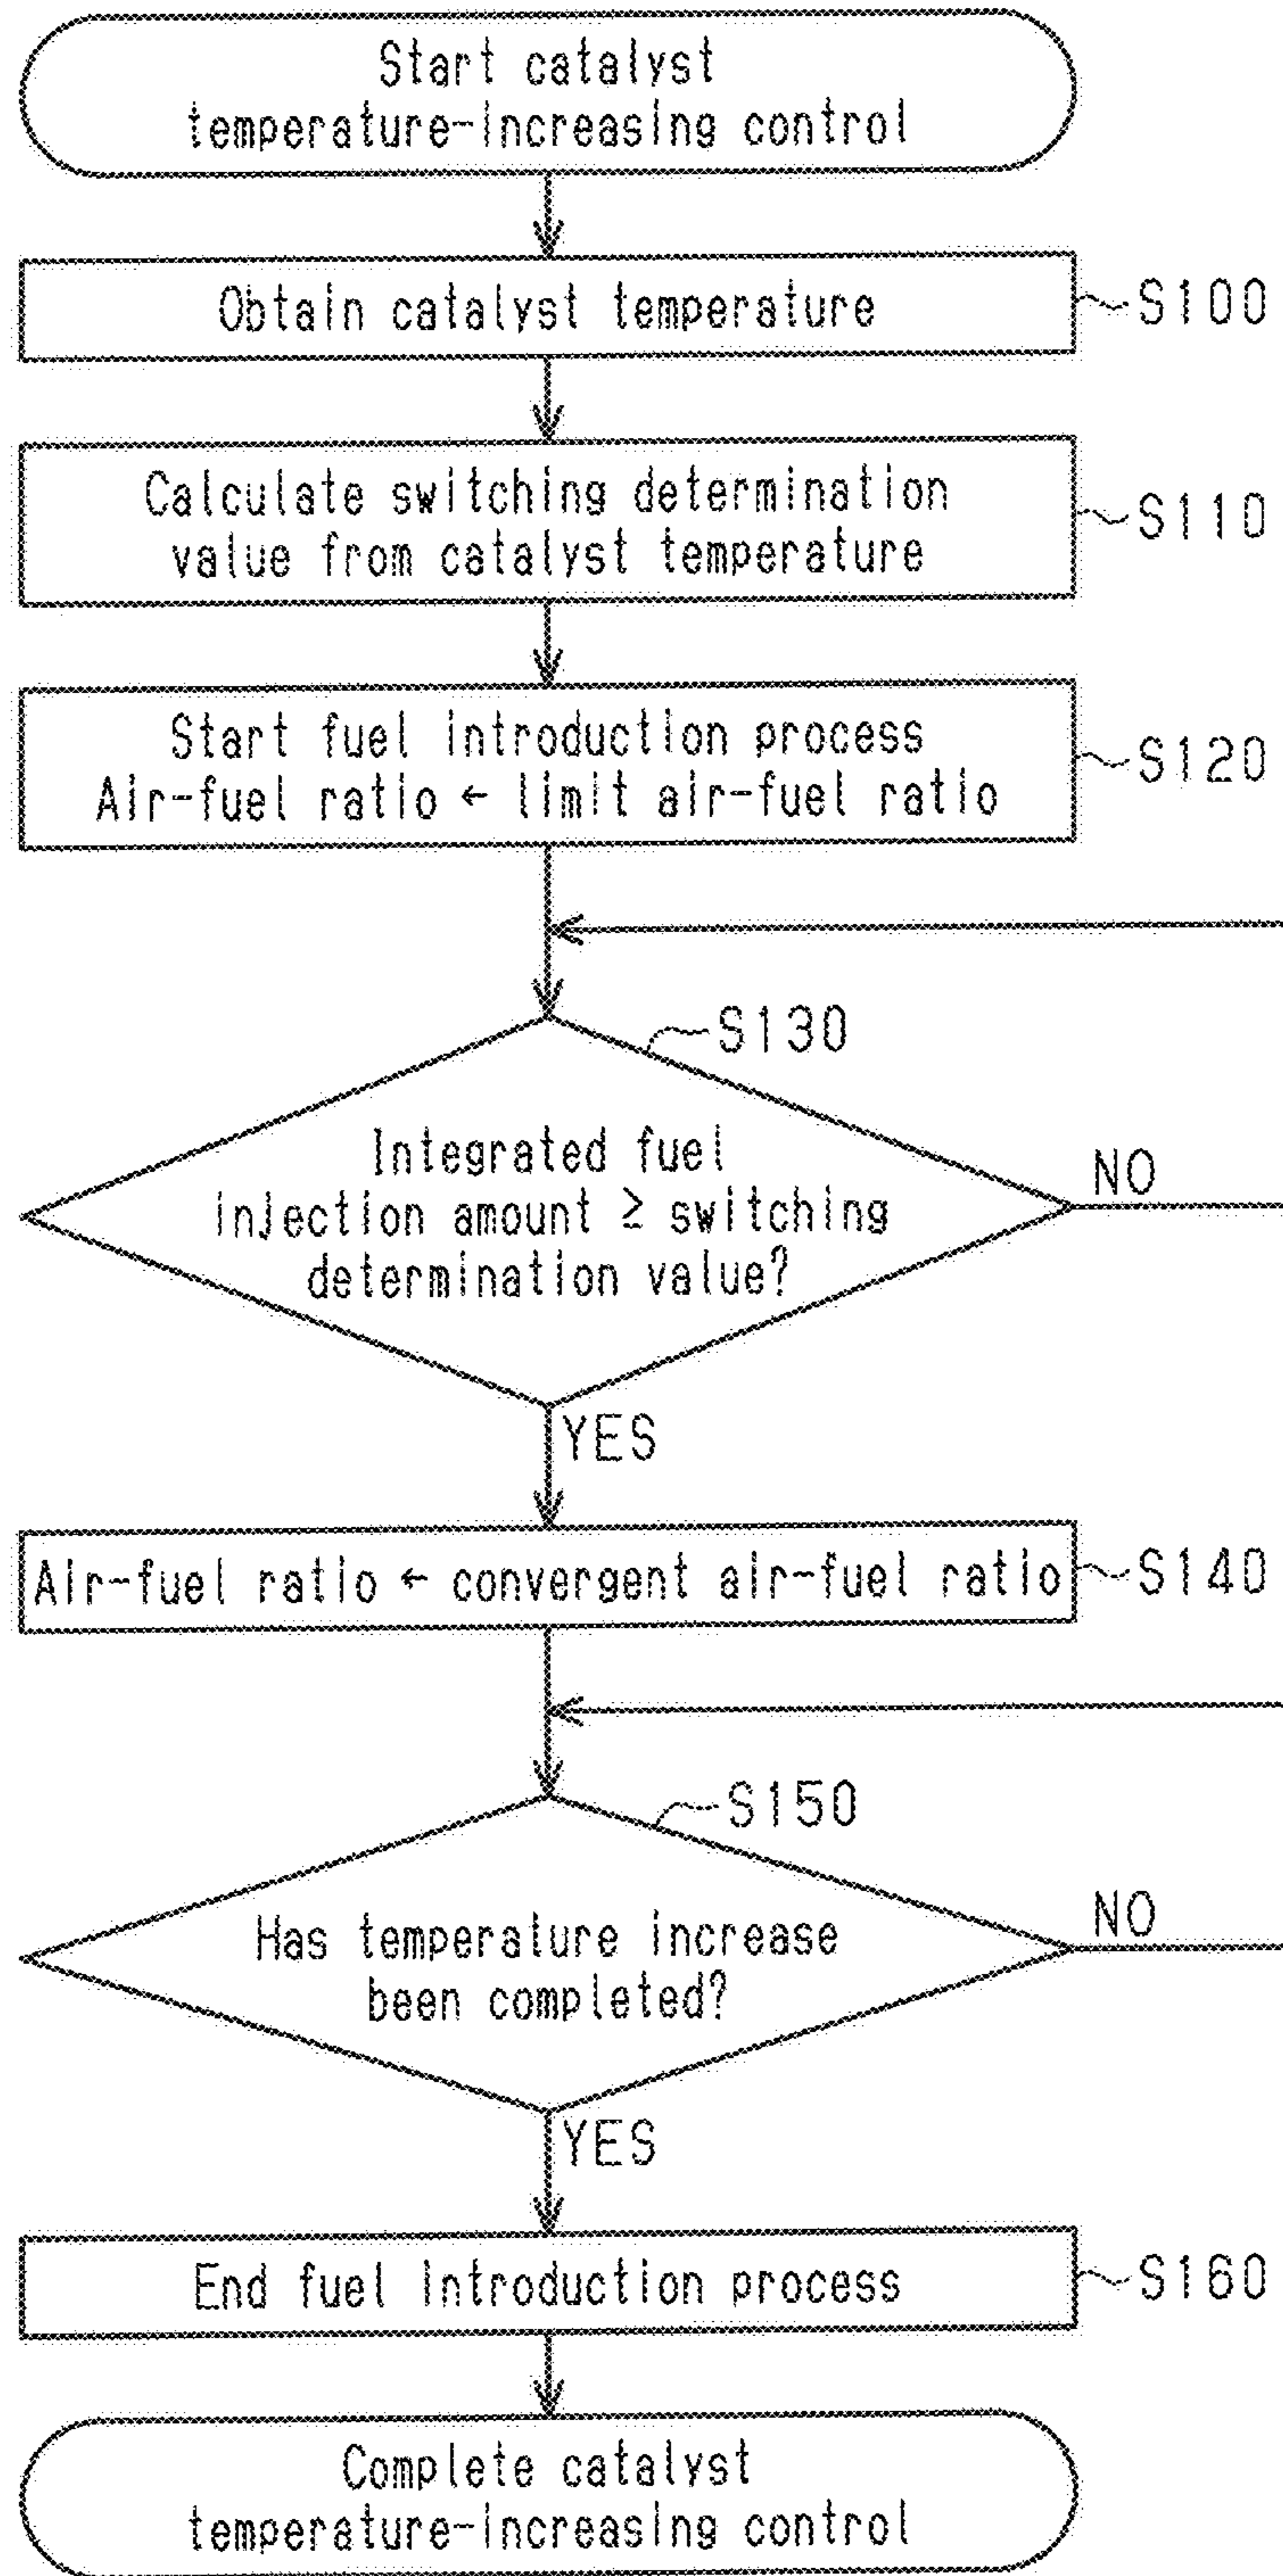 Start catalyst
temperature-increasing control
Obtain catalyst temperature
S100
Calculate switching determination
value from catalyst temperature
S110
Start fuel introduction process
Air-fuel ratio ← limit air-fuel ratio
S120
S130
Integrated fuel
injection amount ≥ switching
determination value?
NO
YES
Air-fuel ratio ← convergent air-fuel ratio
S140
S150
Has temperature increase
been completed?
NO
YES
End fuel introduction process
S160
Complete catalyst
temperature-increasing control